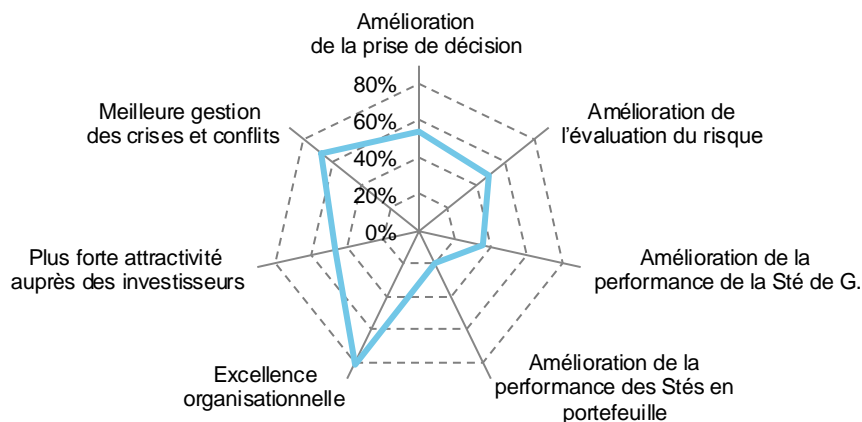 Amélioration
de la prise de décision
80%
60%
40%
20%
0%
Amélioration de
l'évaluation du risque
Amélioration de la
performance de la Sté de G.
Amélioration de la
performance des Stés en
portefeuille
Excellence
organisationnelle
Plus forte attractivité
auprès des investisseurs
Meilleure gestion
des crises et conflits